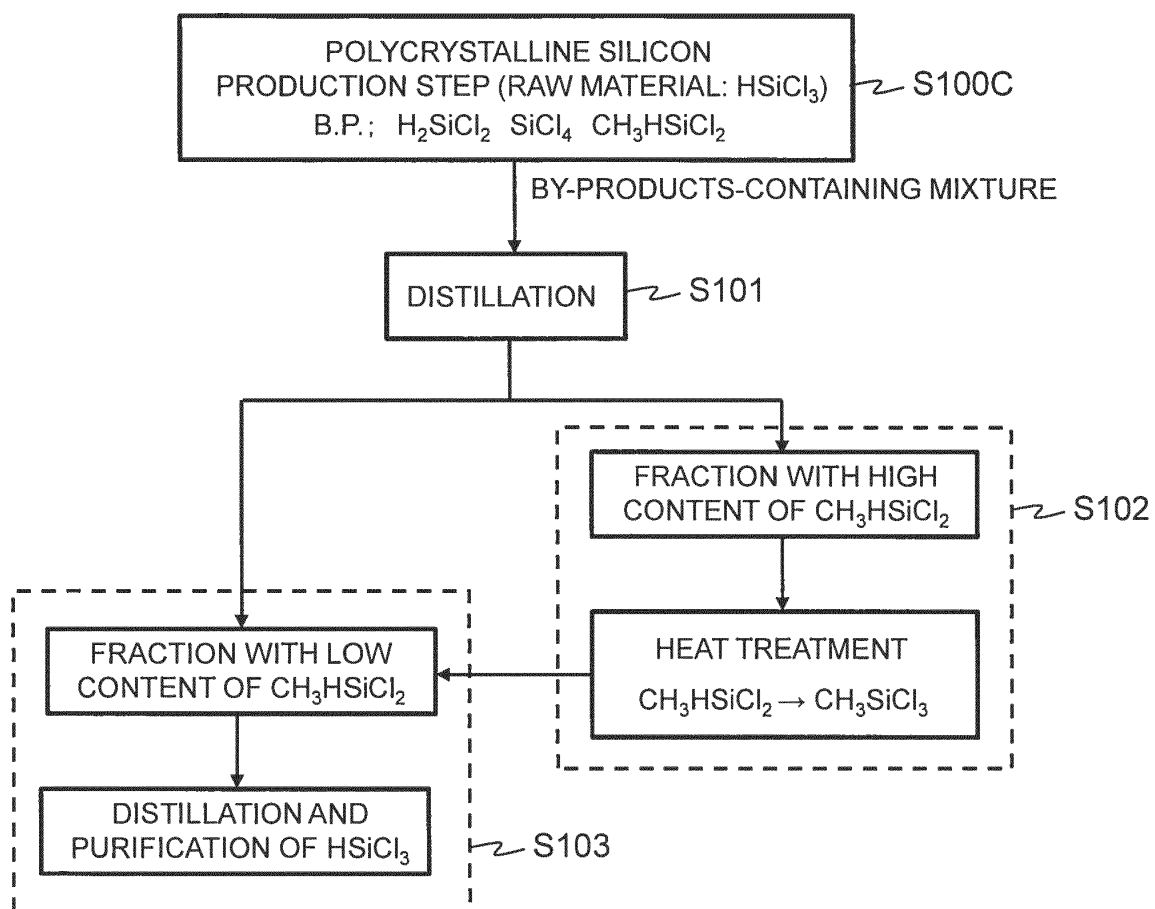 POLYCRYSTALLINE SILICON
PRODUCTION STEP (RAW MATERIAL: HSiCl₃)
B.P.; H₂SiCl₂ SiCl₄ CH₃HSiCl₂
S100C
BY-PRODUCTS-CONTAINING MIXTURE
DISTILLATION
S101
FRACTION WITH HIGH
CONTENT OF CH₃HSiCl₂
S102
HEAT TREATMENT
CH₃HSiCl₂ → CH₃SiCl₃
FRACTION WITH LOW
CONTENT OF CH₃HSiCl₂
DISTILLATION AND
PURIFICATION OF HSiCl₃
S103